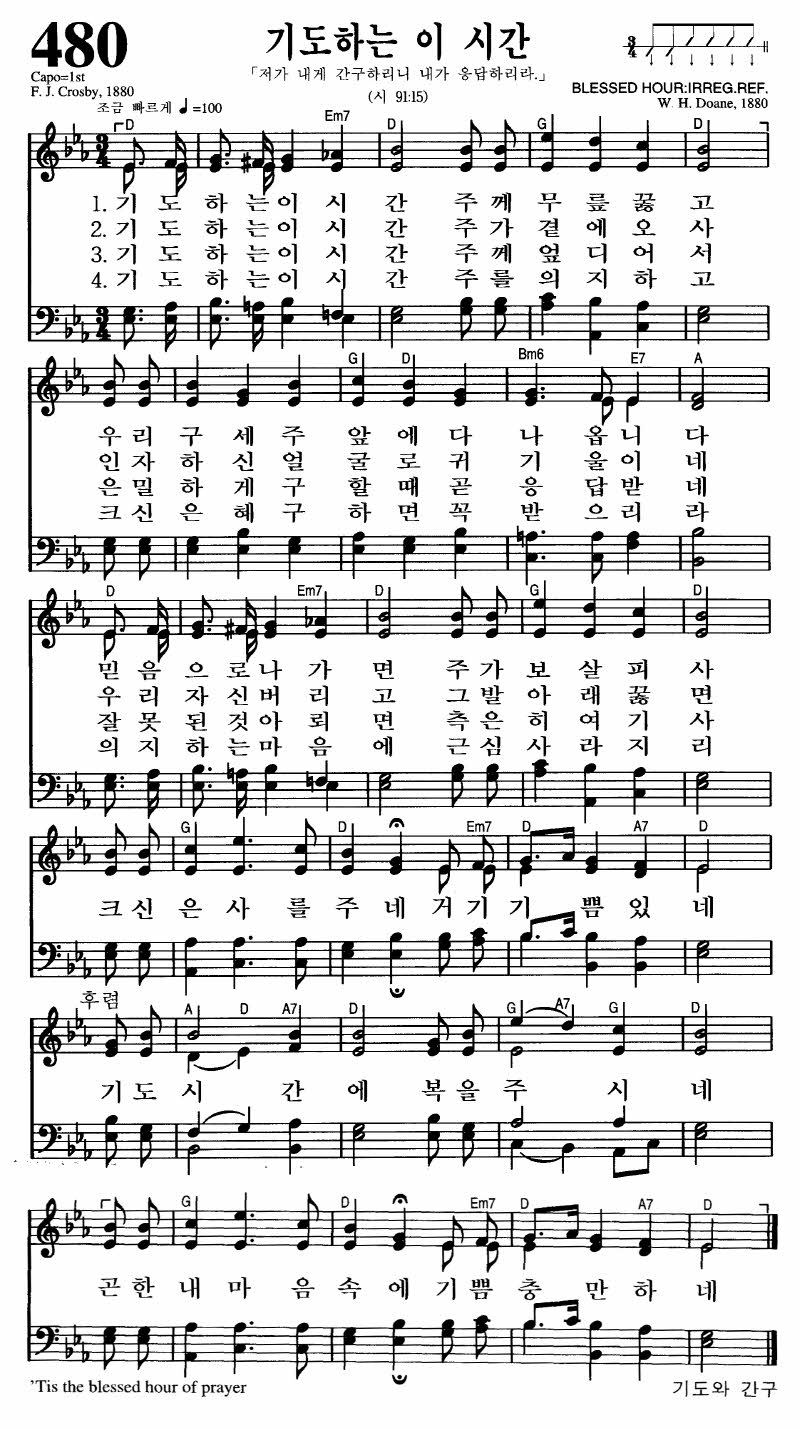 480
기도하는 이 시간
「저가 내게 간구하리니 내가 응답하리라.」
(시 91:15)
Capo=1st
F. J. Crosby, 1880
조금 빠르게 ♩=100
BLESSED HOUR:IRREG.REF.
W. H. Doane, 1880
3/4
D Em7 D G D
3/4
1. 기 도 하 는 이 시 간 주 께 무 릎 꿇 고
2. 기 도 하 는 이 시 간 주 가 곁 에 오 사
3. 기 도 하 는 이 시 간 주 께 엎 디 어 서
4. 기 도 하 는 이 시 간 주 를 의 지 하 고
3/4
G D Bm6 E7 A
우 리 구 세 주 앞 에 다 나 옵 니 다
인 자 하 신 얼 굴 로 귀 기 울 이 네
은 밀 하 게 구 할 때 곧 응 답 받 네
크 신 은 혜 구 하 면 꼭 받 으 리 라
D Em7 D G D
믿 음 으 로 나 가 면 주 가 보 살 피 사
우 리 자 신 버 리 고 그 발 아 래 꿇 면
잘 못 된 것 아 뢰 면 측 은 히 여 기 사
의 지 하 는 마 음 에 근 심 사 라 지 리
G D Em7 D A7 D
크 신 은 사 를 주 네 거 기 기 쁨 있 네
후렴
A D A7 D G A7 G D
기 도 시 간 에 복 을 주 시 네
G D Em7 D A7 D
곤 한 내 마 음 속 에 기 쁨 충 만 하 네
'Tis the blessed hour of prayer
기도와 간구